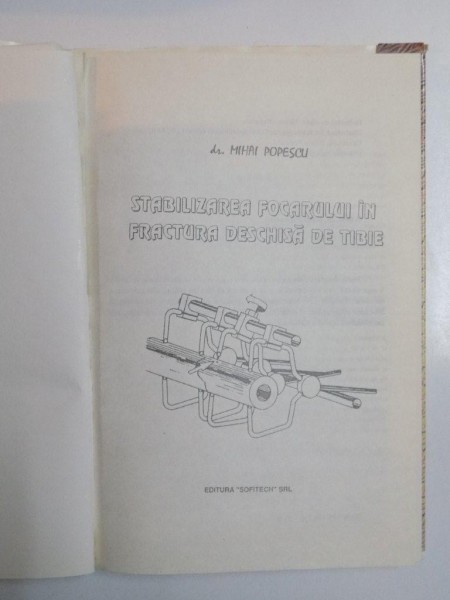 dr. MIHAI POPESCU
STABILIZAREA FOCARULUI ÎN
FRACTURA DESCHISĂ DE TIBIE
EDITURA "SOFITECH" SRL